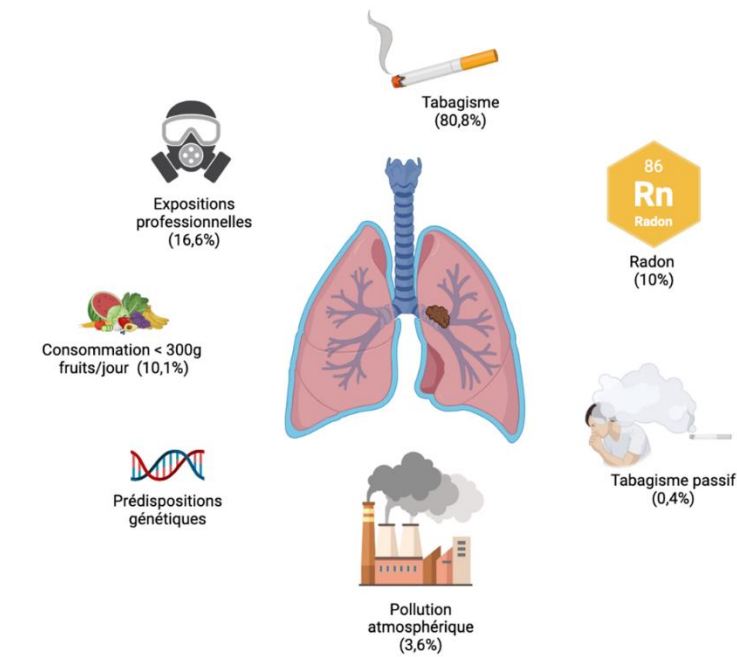 Tabagisme
(80,8%)
Expositions
professionnelles
(16,6%)
86
Rn
Radon
Radon
(10%)
Consommation < 300g
fruits/jour (10,1%)
Tabagisme passif
(0,4%)
Prédispositions
génétiques
Pollution
atmosphérique
(3,6%)